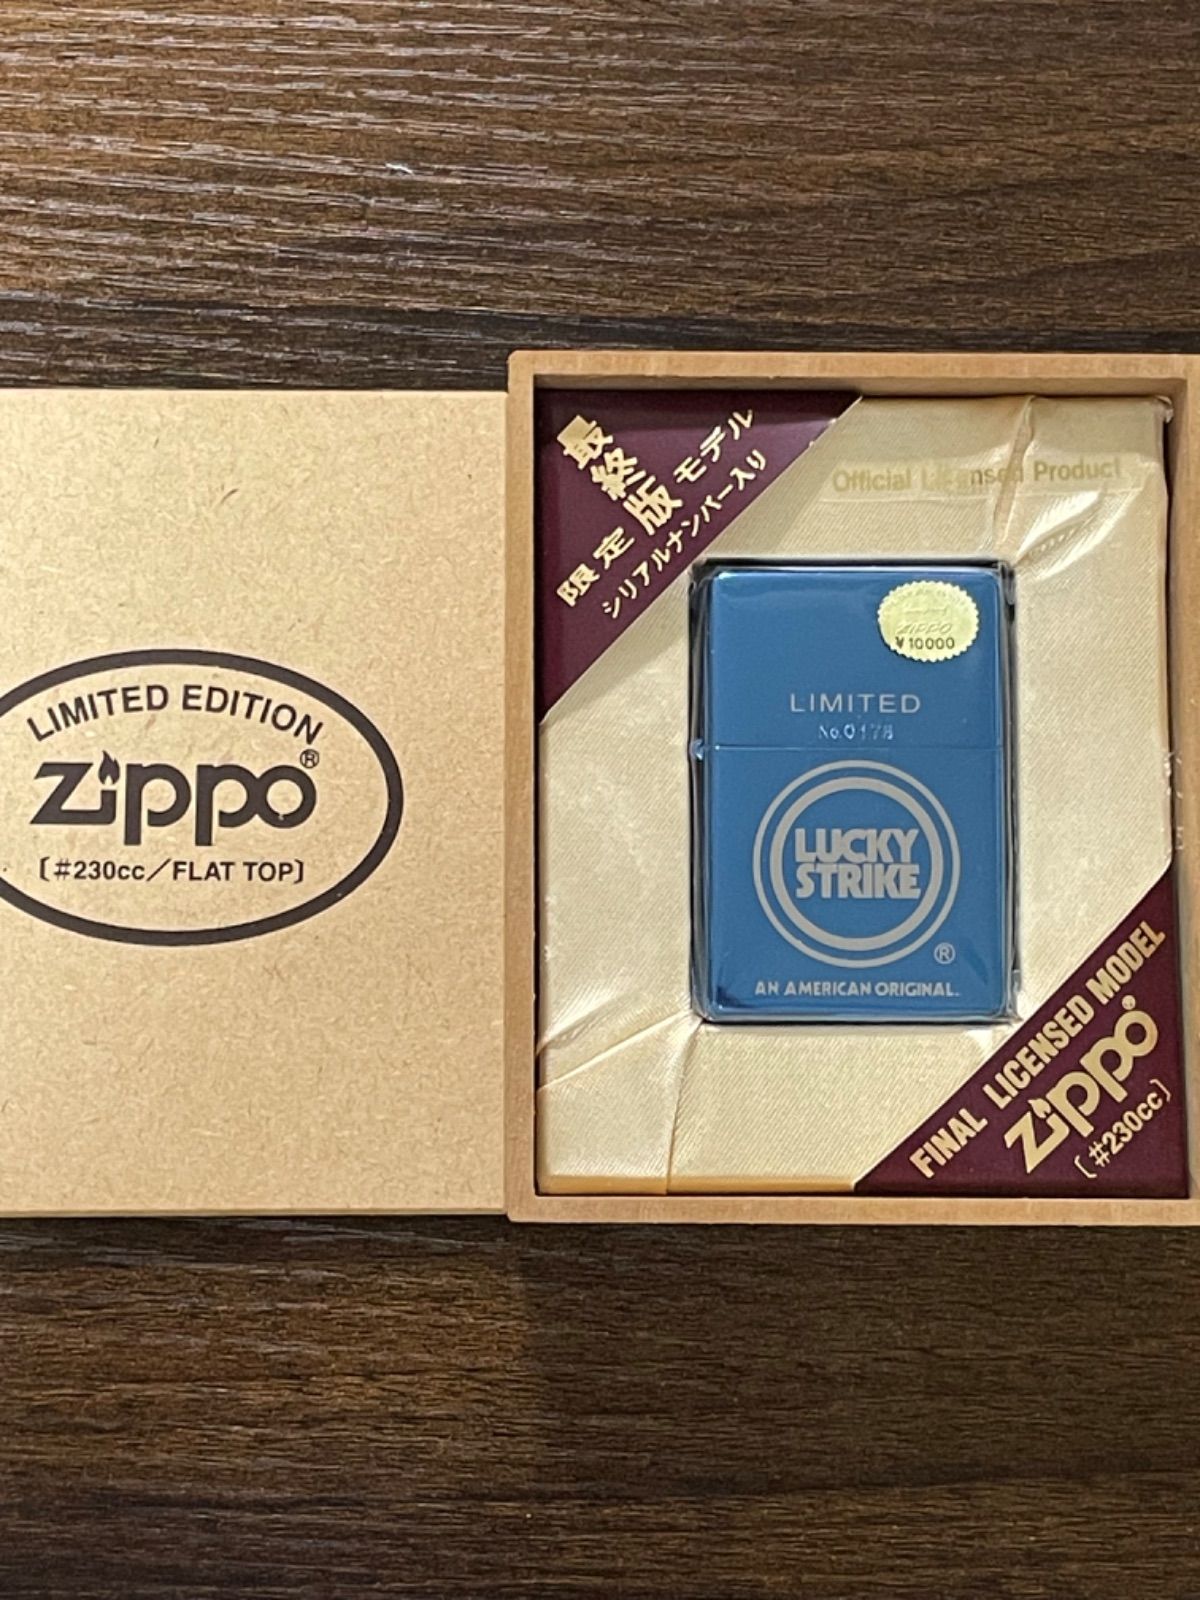 LIMITED EDITION
zippo®
〔#230cc/FLAT TOP〕
最終版
限定モデル
シリアルナンバー入り
Official Licensed Product
ZIPPO
¥10000
LIMITED
No.0178
LUCKY
STRIKE
®
AN AMERICAN ORIGINAL.
FINAL LICENSED MODEL
zippo®
〔#230cc〕